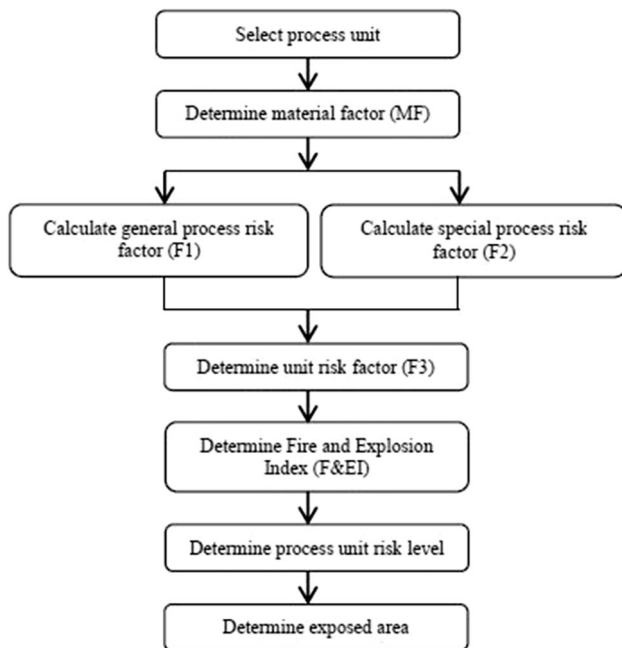 Select process unit
Determine material factor (MF)
Calculate general process risk
factor (F1)
Calculate special process risk
factor (F2)
Determine unit risk factor (F3)
Determine Fire and Explosion
Index (F&EI)
Determine process unit risk level
Determine exposed area